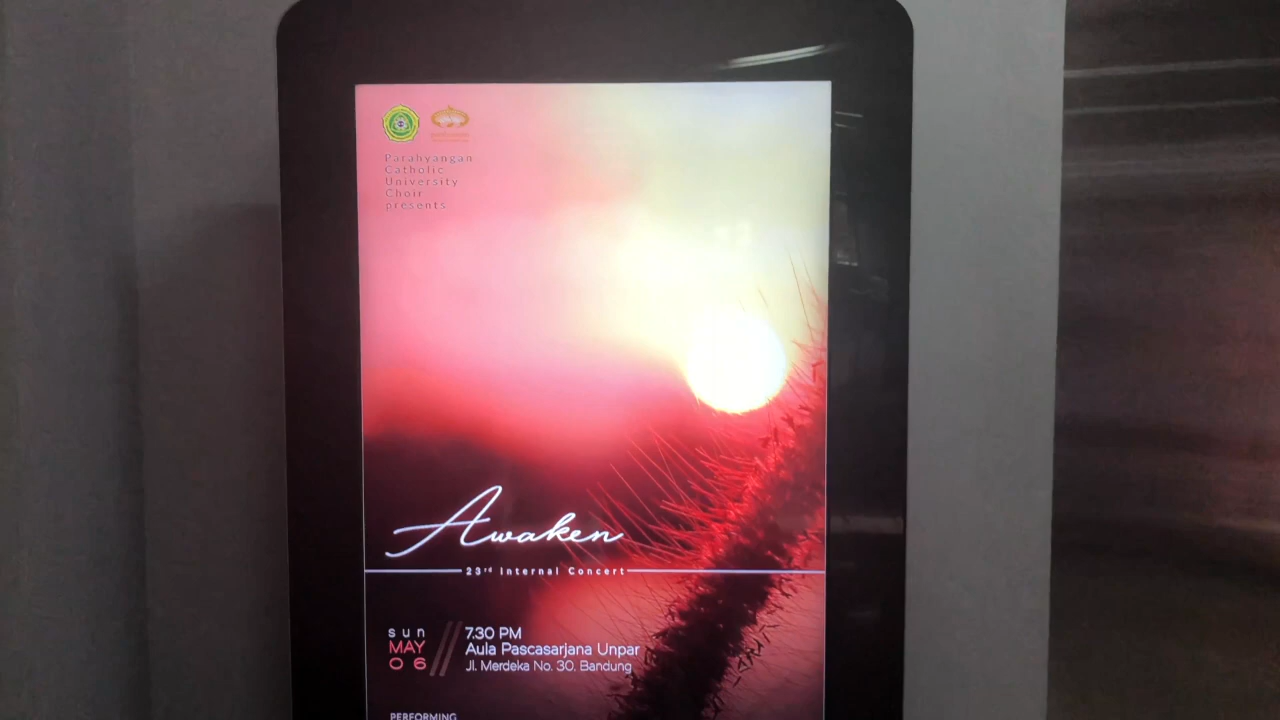 Parahyangan
Catholic
University
Choir
presents
Awaken
23rd Internal Concert
sun
MAY
06
7.30 PM
Aula Pascasarjana Unpar
Jl. Merdeka No. 30, Bandung
PERFORMING